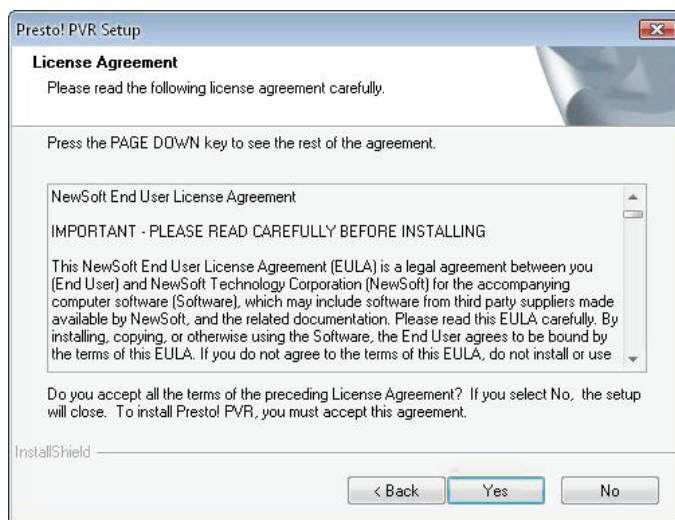 Presto! PVR Setup
License Agreement
Please read the following license agreement carefully.
Press the PAGE DOWN key to see the rest of the agreement.
NewSoft End User License Agreement
IMPORTANT - PLEASE READ CAREFULLY BEFORE INSTALLING
This NewSoft End User License Agreement (EULA) is a legal agreement between you
(End User) and NewSoft Technology Corporation (NewSoft) for the accompanying
computer software (Software), which may include software from third party suppliers made
available by NewSoft, and the related documentation. Please read this EULA carefully. By
installing, copying, or otherwise using the Software, the End User agrees to be bound by
the terms of this EULA. If you do not agree to the terms of this EULA, do not install or use
Do you accept all the terms of the preceding License Agreement? If you select No, the setup
will close. To install Presto! PVR, you must accept this agreement.
InstallShield
< Back Yes No